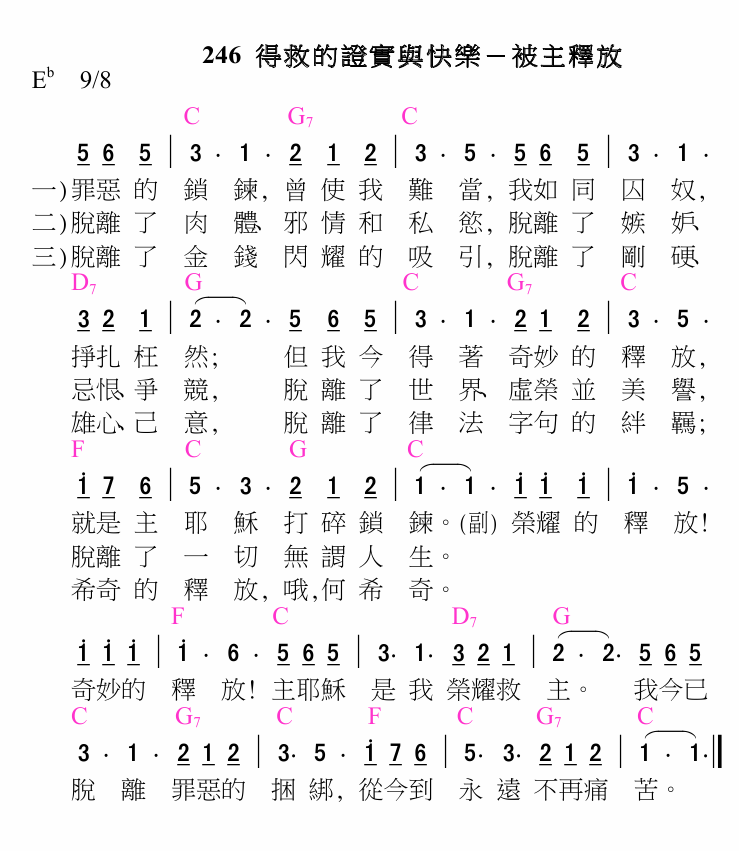 246 得救的證實與快樂－被主釋放
E♭ 9/8
C G7 C
5 6 5 | 3 · 1 · 2 1 2 | 3 · 5 · 5 6 5 | 3 · 1 ·
一)罪惡的 鎖 鍊, 曾使我 難 當, 我如同 囚 奴,
二)脫離了 肉 體、邪情和 私 慾, 脫離了 嫉 妒、
三)脫離了 金 錢 閃耀的 吸 引, 脫離了 剛 硬、
D7 G C G7 C
3 2 1 | 2 · 2 · 5 6 5 | 3 · 1 · 2 1 2 | 3 · 5 ·
掙扎枉 然; 但我今 得 著 奇妙的 釋 放,
忌恨、爭 競, 脫離了 世 界、虛榮並 美 譽,
雄心、己 意, 脫離了 律 法 字句的 絆 羈;
F C G C
i 7 6 | 5 · 3 · 2 1 2 | 1 · 1 · i i i | i · 5 ·
就是主 耶 穌 打碎鎖 鍊。(副) 榮耀的 釋 放!
脫離了 一 切 無謂人 生。
希奇的 釋 放, 哦,何希 奇。
F C D7 G
i i i | i · 6 · 5 6 5 | 3· 1· 3 2 1 | 2 · 2· 5 6 5
奇妙的 釋 放! 主耶穌 是 我 榮耀救 主。 我今已
C G7 C F C G7 C
3 · 1 · 2 1 2 | 3· 5 · i 7 6 | 5· 3· 2 1 2 | 1 · 1·‖
脫 離 罪惡的 捆 綁, 從今到 永 遠 不再痛 苦。